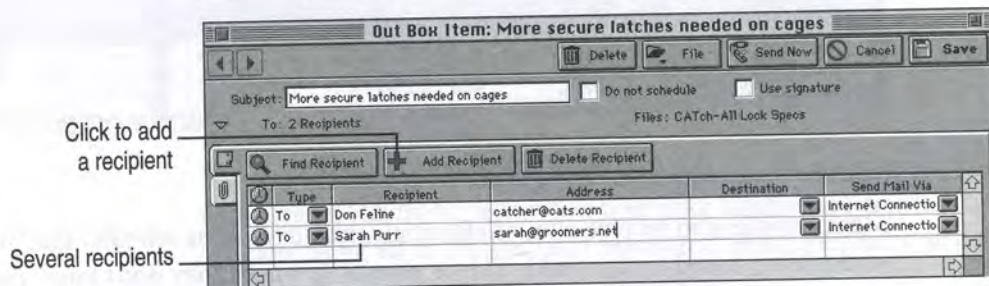 Out Box Item: More secure latches needed on cages
Delete File Send Now Cancel Save
Subject: More secure latches needed on cages Do not schedule Use signature
To: 2 Recipients Files: CATch-All Lock Specs
Click to add
a recipient
Find Recipient Add Recipient Delete Recipient
Type Recipient Address Destination Send Mail Via
To Don Feline catcher@cats.com Internet Connectio
To Sarah Purr sarah@groomers.net Internet Connectio
Several recipients